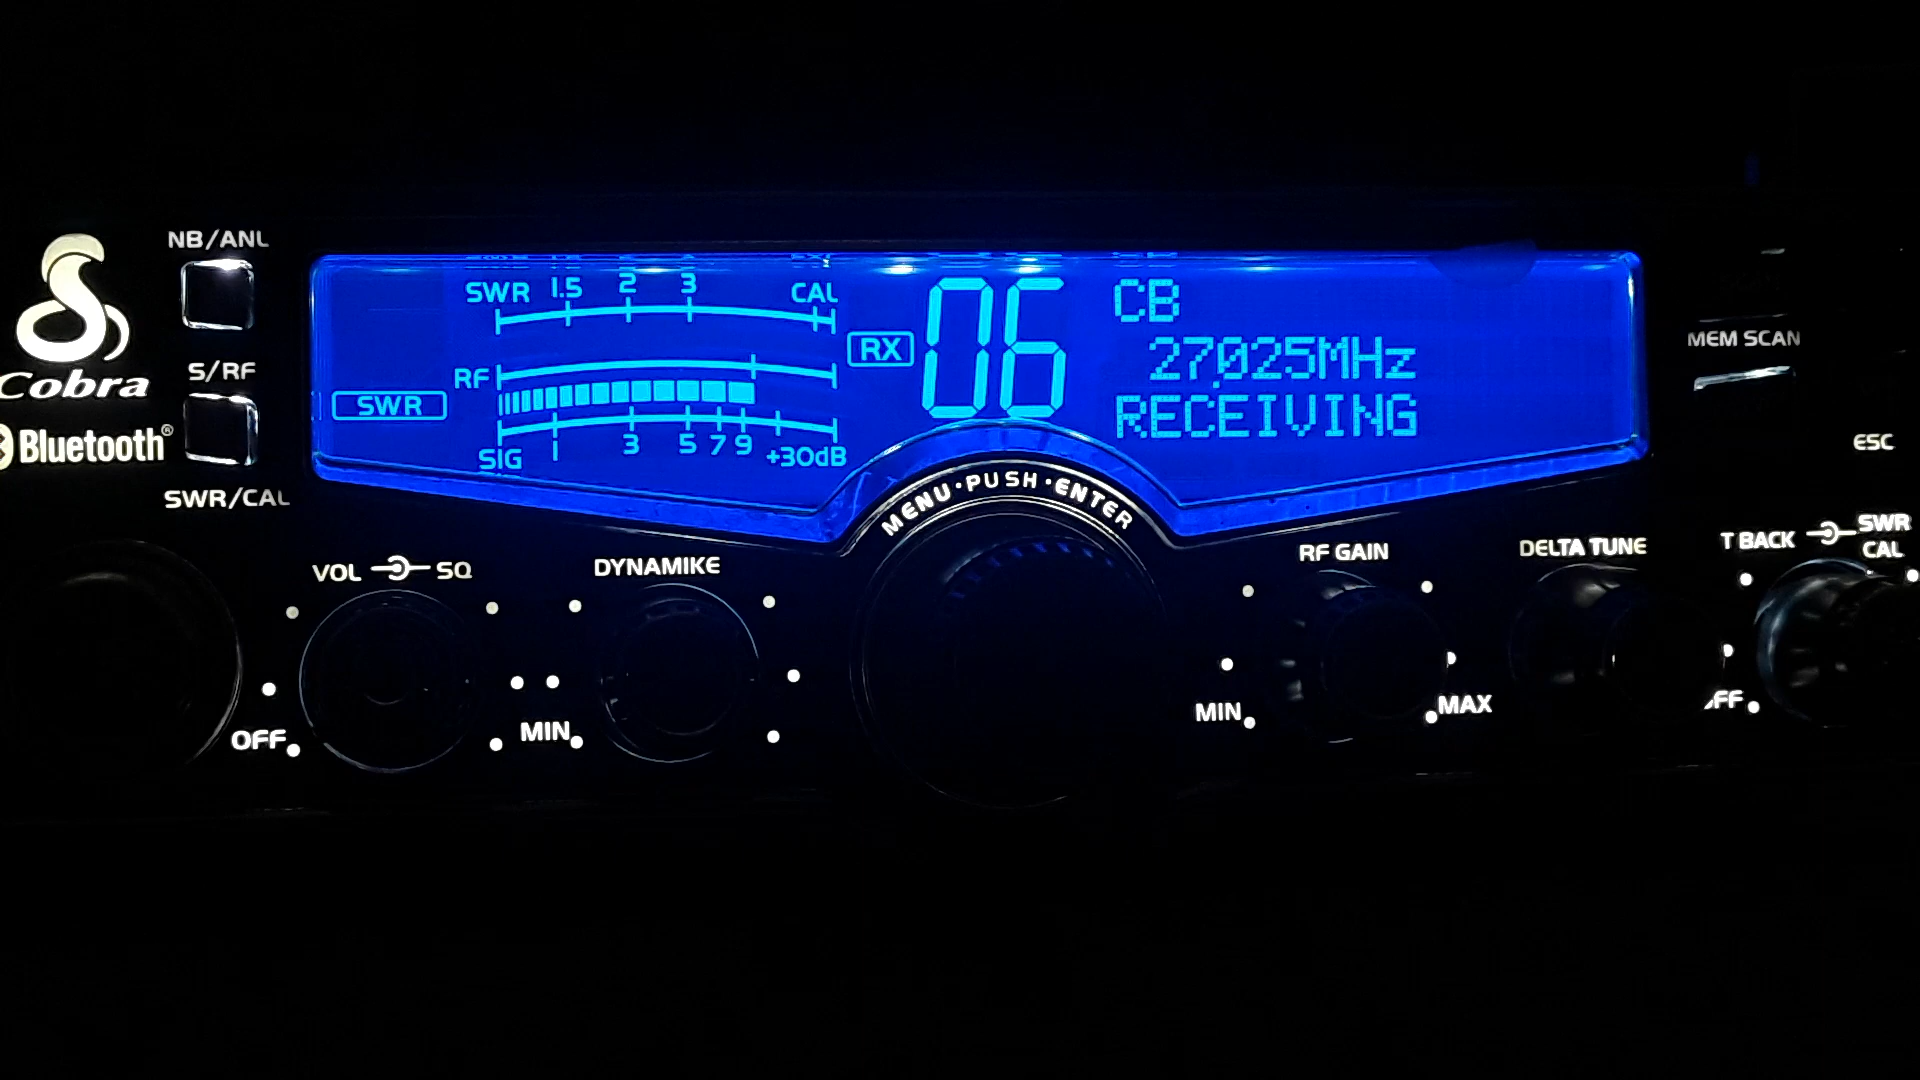 NB/ANL
Cobra
S/RF
Bluetooth®
SWR/CAL
SWR 1.5 2 3 CAL
RF
SWR
SIG 1 3 5 7 9 +30dB
RX
06
CB
27.025MHz
RECEIVING
MENU·PUSH·ENTER
MEM SCAN
ESC
VOL SQ
OFF
DYNAMIKE
MIN
RF GAIN
MIN
MAX
DELTA TUNE
T BACK SWR
CAL